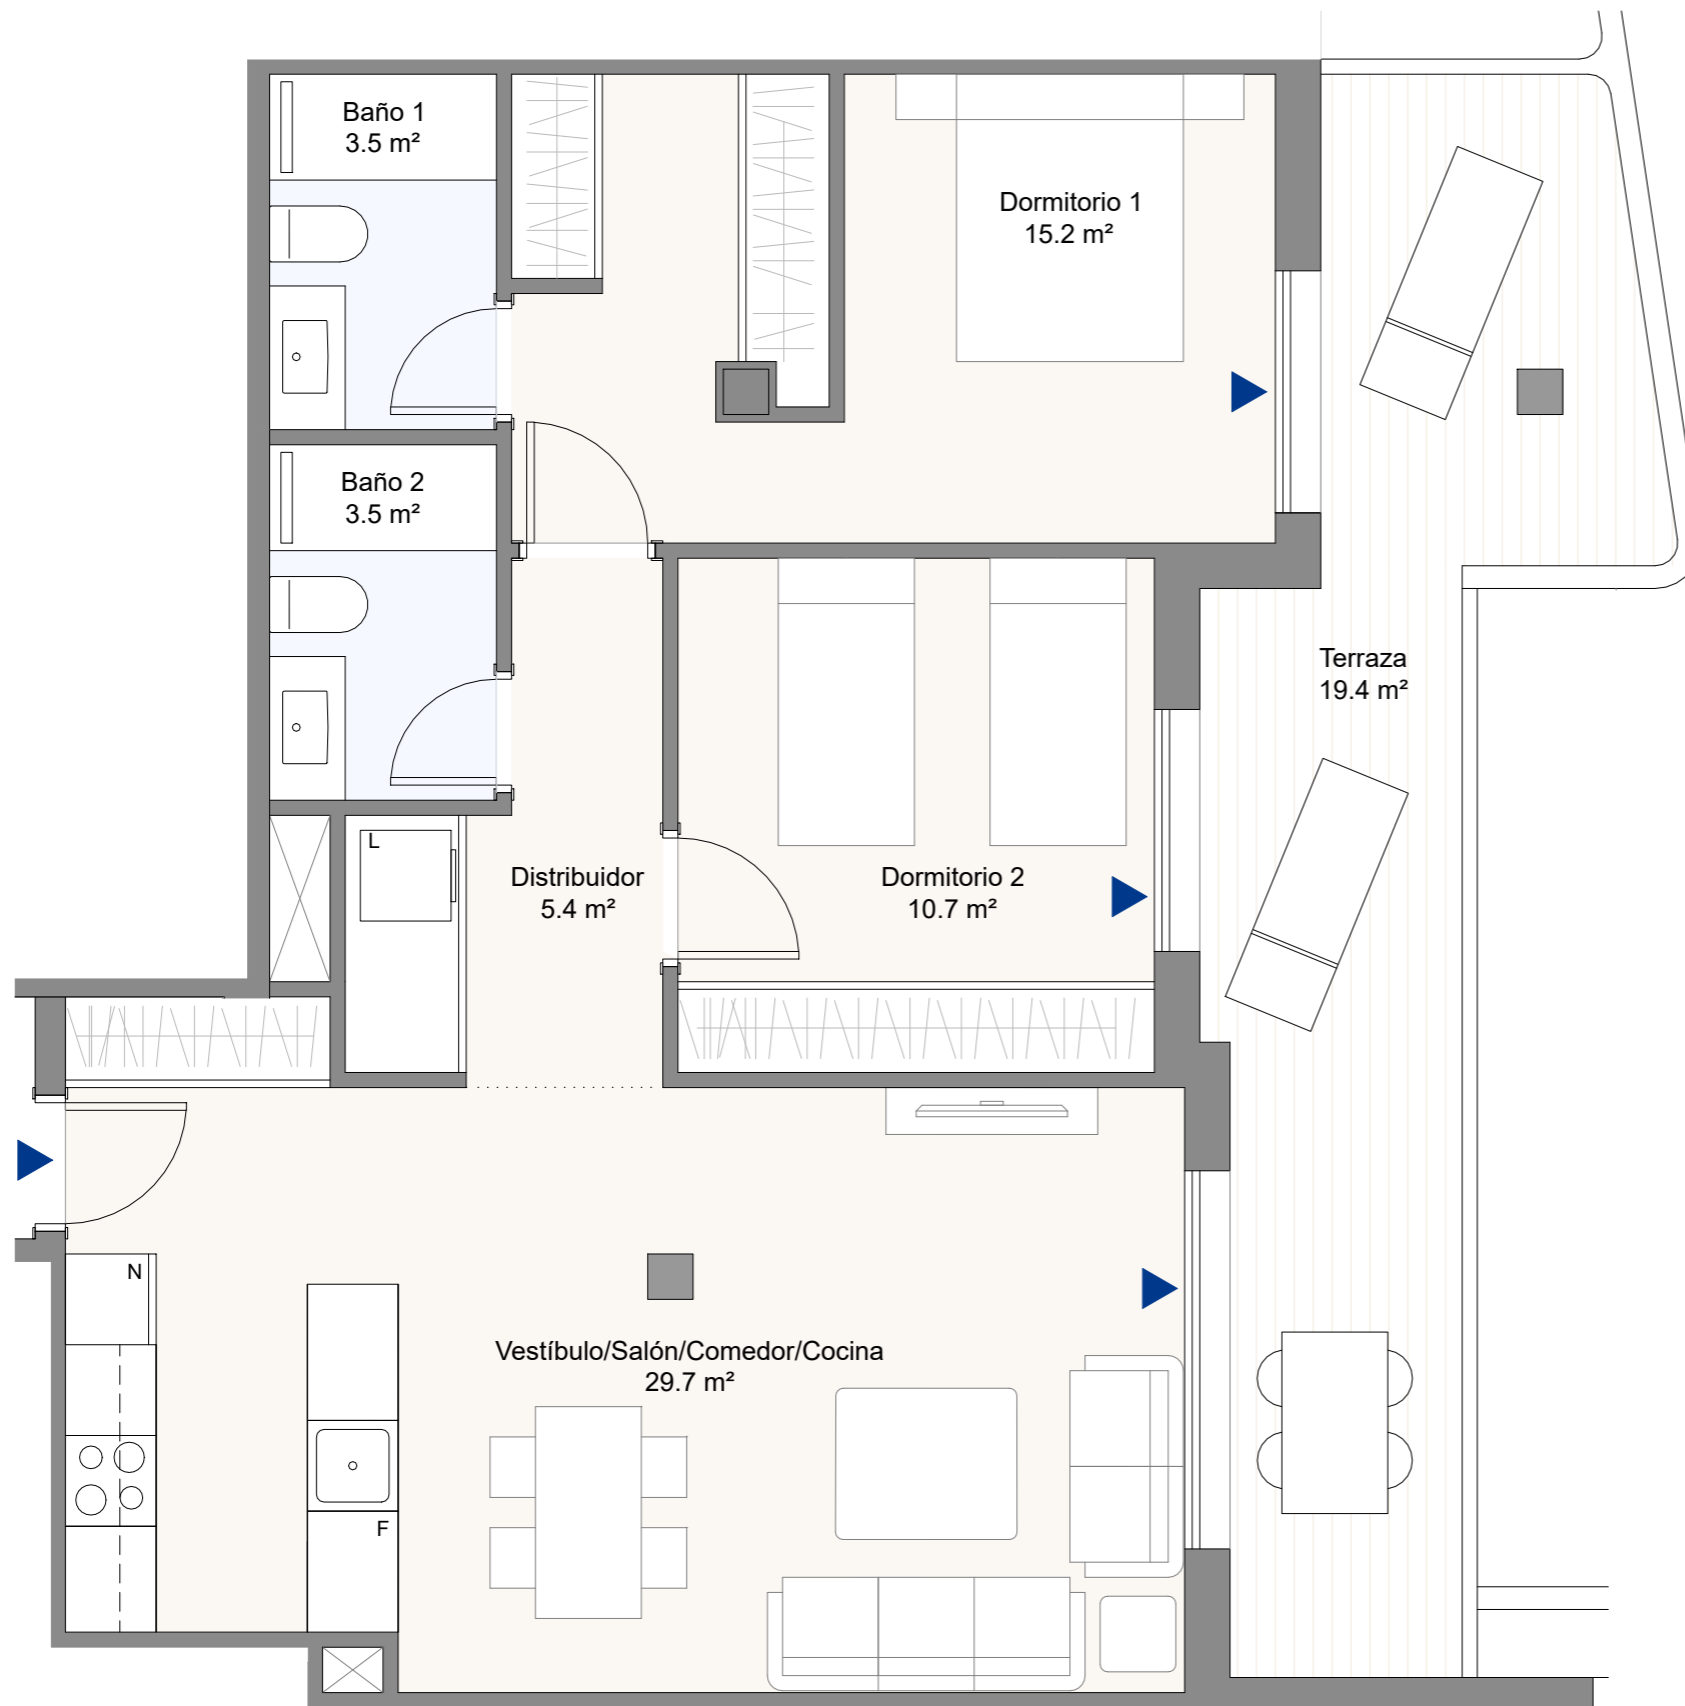 Baño 1
3.5 m²
Dormitorio 1
15.2 m²
Baño 2
3.5 m²
Terraza
19.4 m²
L
Distribuidor
5.4 m²
Dormitorio 2
10.7 m²
N
Vestíbulo/Salón/Comedor/Cocina
29.7 m²
F